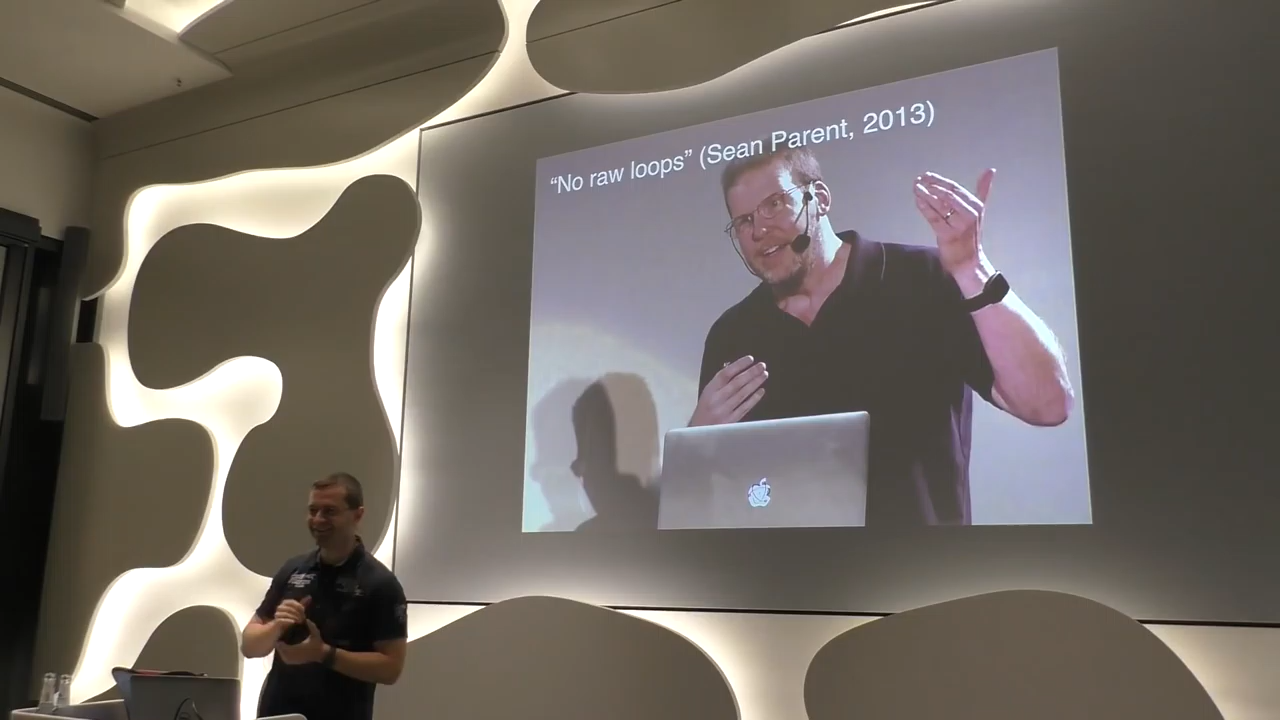 “No raw loops” (Sean Parent, 2013)